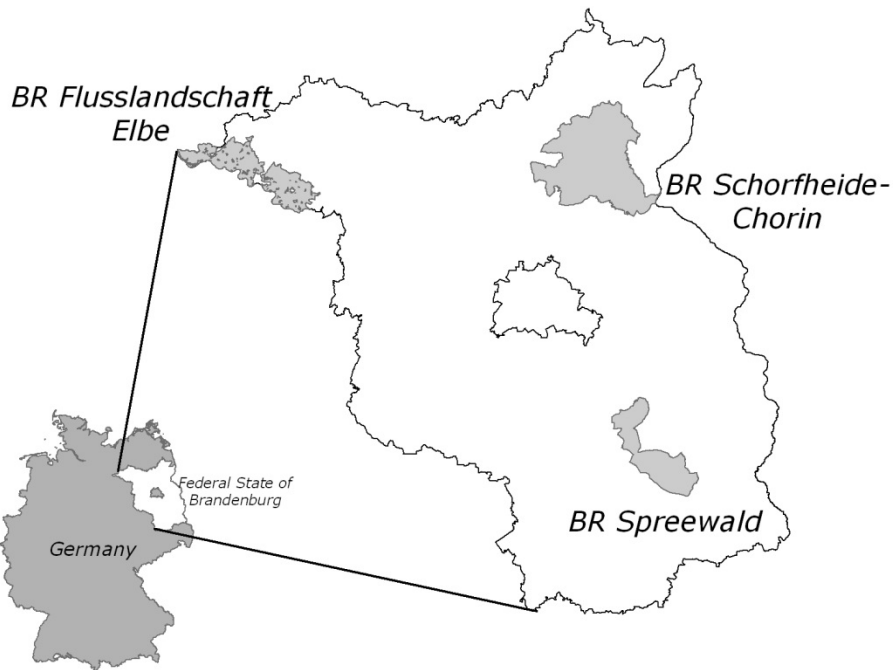 BR Flusslandschaft
Elbe
BR Schorfheide-
Chorin
Federal State of
Brandenburg
BR Spreewald
Germany